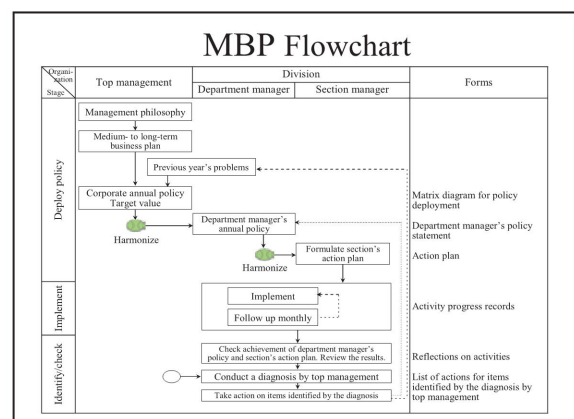 MBP Flowchart
Organi-
zation
Stage
Top management
Division
Department manager
Section manager
Forms
Deploy policy
Management philosophy
Medium- to long-term
business plan
Previous year's problems
Corporate annual policy
Target value
Matrix diagram for policy
deployment
Harmonize
Department manager's
annual policy
Department manager's policy
statement
Harmonize
Formulate section's
action plan
Action plan
Implement
Implement
Follow up monthly
Activity progress records
Identify/check
Check achievement of department manager's
policy and section's action plan. Review the results.
Reflections on activities
Conduct a diagnosis by top management
Take action on items identified by the diagnosis
List of actions for items
identified by the diagnosis by
top management